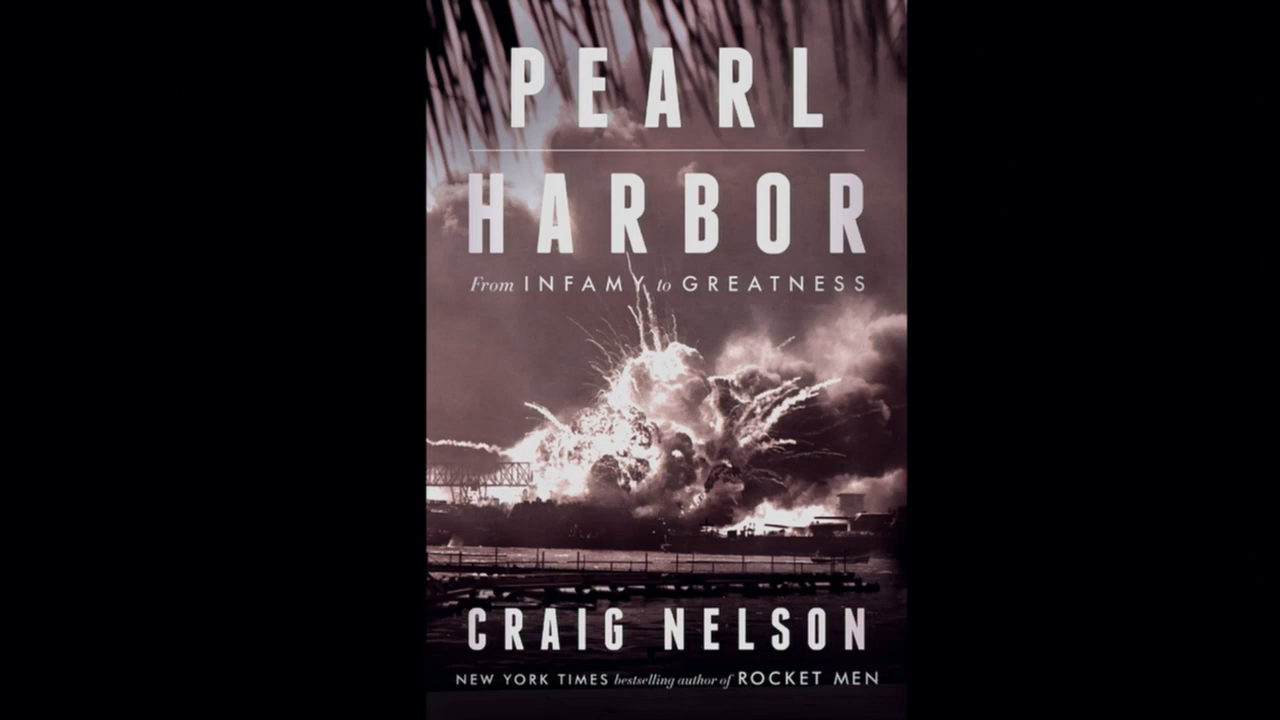 PEARL
HARBOR
From INFAMY to GREATNESS
CRAIG NELSON
NEW YORK TIMES bestselling author of ROCKET MEN